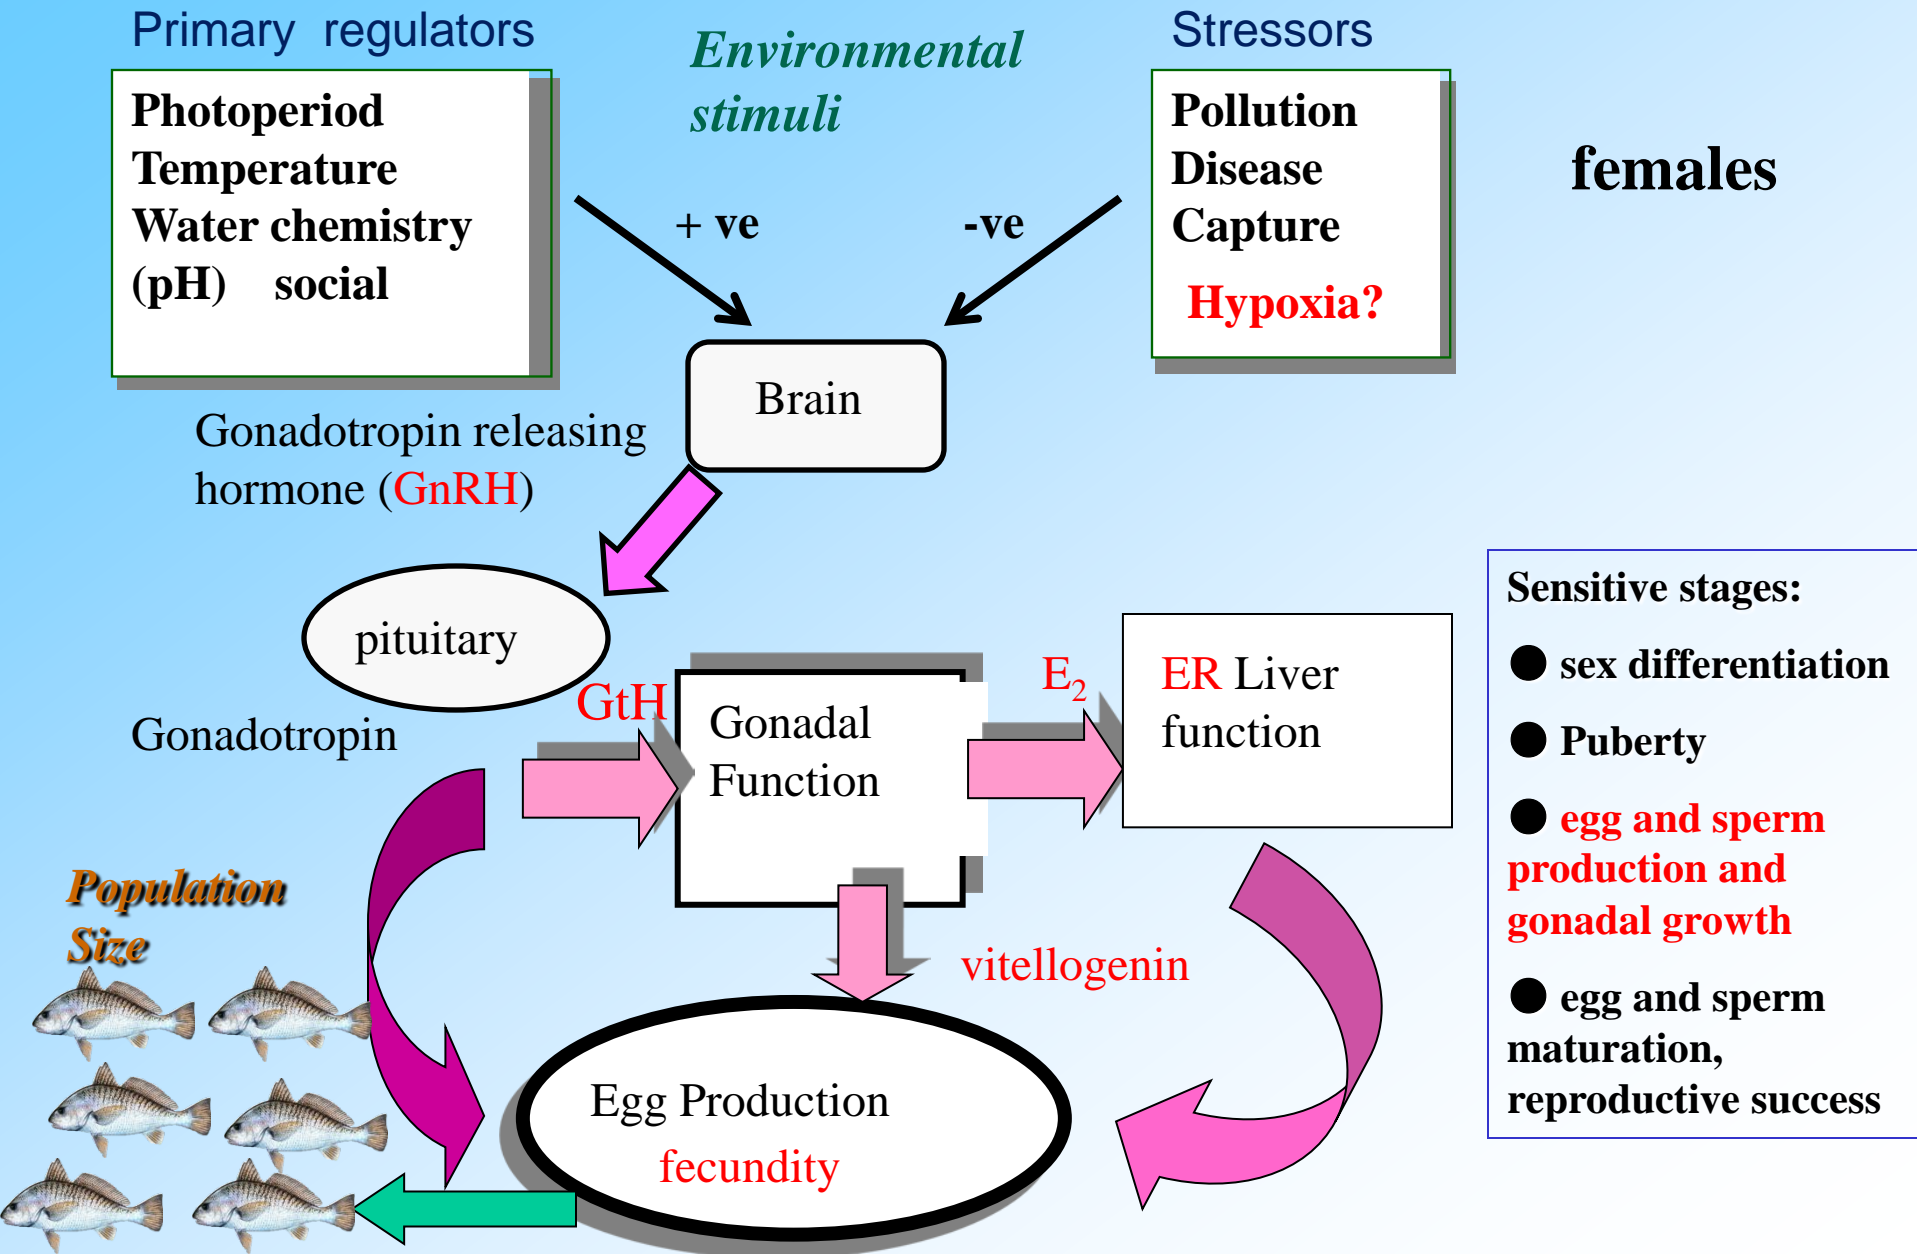 Primary regulators
Environmental
stimuli
Stressors
Photoperiod
Temperature
Water chemistry
(pH) social
Pollution
Disease
Capture
Hypoxia?
females
+ ve
-ve
Brain
Gonadotropin releasing
hormone (GnRH)
pituitary
Gonadotropin
GtH
Gonadal
Function
E₂
ER Liver
function
vitellogenin
Population
Size
Egg Production
fecundity
Sensitive stages:
● sex differentiation
● Puberty
● egg and sperm
production and
gonadal growth
● egg and sperm
maturation,
reproductive success